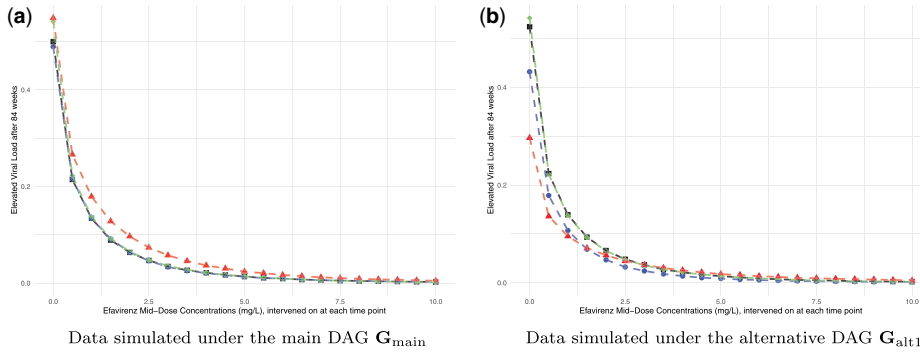 (a)
Elevated Viral Load after 84 weeks
0.4
0.2
0.0
0.0 2.5 5.0 7.5 10.0
Efavirenz Mid−Dose Concentrations (mg/L), intervened on at each time point
Data simulated under the main DAG Gmain
(b)
Elevated Viral Load after 84 weeks
0.4
0.2
0.0
0.0 2.5 5.0 7.5 10.0
Efavirenz Mid−Dose Concentrations (mg/L), intervened on at each time point
Data simulated under the alternative DAG Galt1